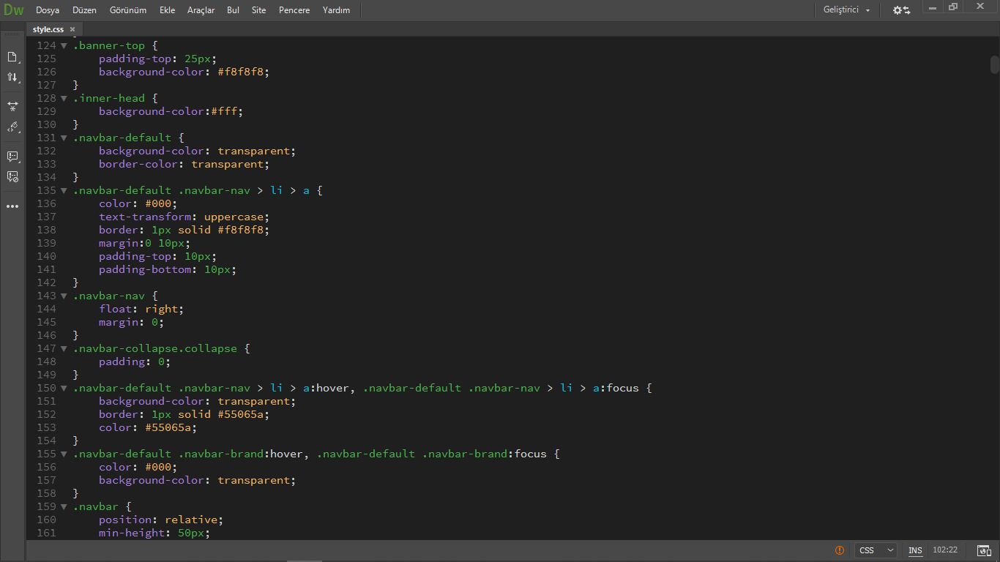 Dw Dosya Düzen Görünüm Ekle Araçlar Bul Site Pencere Yardım Geliştirici
style.css ×
124 .banner-top {
125 padding-top: 25px;
126 background-color: #f8f8f8;
127 }
128 .inner-head {
129 background-color:#fff;
130 }
131 .navbar-default {
132 background-color: transparent;
133 border-color: transparent;
134 }
135 .navbar-default .navbar-nav > li > a {
136 color: #000;
137 text-transform: uppercase;
138 border: 1px solid #f8f8f8;
139 margin:0 10px;
140 padding-top: 10px;
141 padding-bottom: 10px;
142 }
143 .navbar-nav {
144 float: right;
145 margin: 0;
146 }
147 .navbar-collapse.collapse {
148 padding: 0;
149 }
150 .navbar-default .navbar-nav > li > a:hover, .navbar-default .navbar-nav > li > a:focus {
151 background-color: transparent;
152 border: 1px solid #55065a;
153 color: #55065a;
154 }
155 .navbar-default .navbar-brand:hover, .navbar-default .navbar-brand:focus {
156 color: #000;
157 background-color: transparent;
158 }
159 .navbar {
160 position: relative;
161 min-height: 50px;
CSS INS 102:22